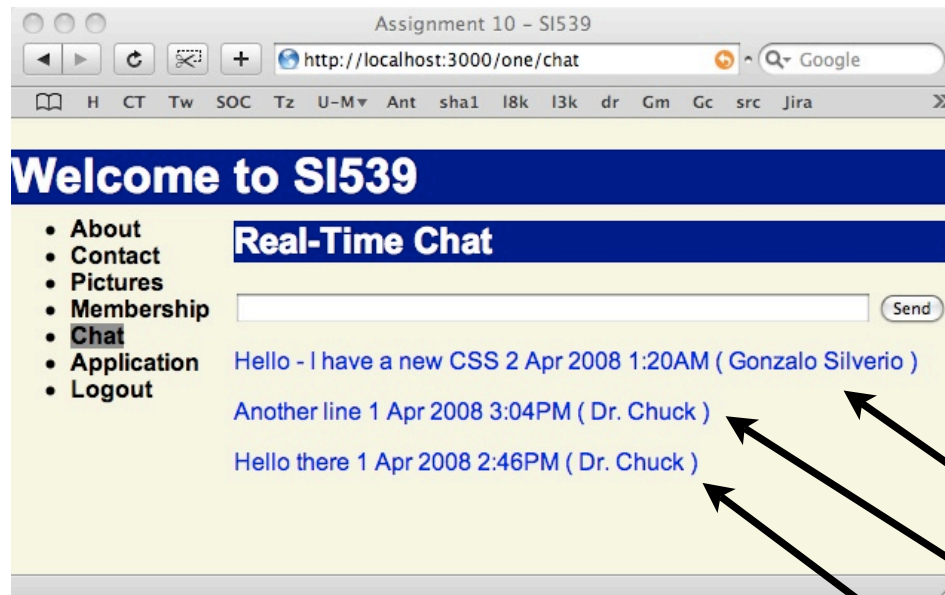 Assignment 10 – SI539
http://localhost:3000/one/chat
Google
H CT Tw SOC Tz U-M▾ Ant sha1 l8k l3k dr Gm Gc src Jira
Welcome to SI539
• About
• Contact
• Pictures
• Membership
• Chat
• Application
• Logout
Real-Time Chat
Send
Hello - I have a new CSS 2 Apr 2008 1:20AM ( Gonzalo Silverio )
Another line 1 Apr 2008 3:04PM ( Dr. Chuck )
Hello there 1 Apr 2008 2:46PM ( Dr. Chuck )